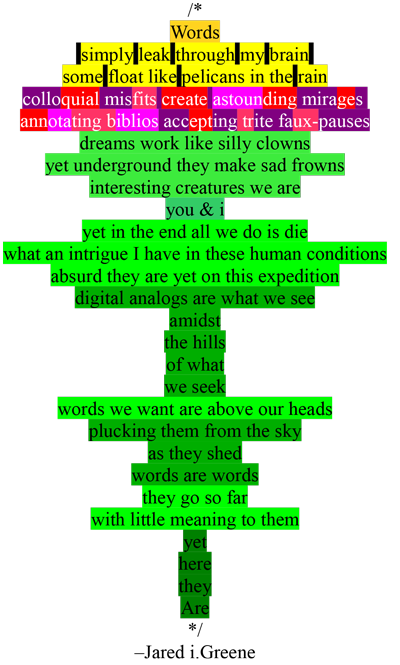 /*
Words
simply leak through my brain
some float like pelicans in the rain
colloquial misfits create astounding mirages
annotating biblios accepting trite faux-pauses
dreams work like silly clowns
yet underground they make sad frowns
interesting creatures we are
you & i
yet in the end all we do is die
what an intrigue I have in these human conditions
absurd they are yet on this expedition
digital analogs are what we see
amidst
the hills
of what
we seek
words we want are above our heads
plucking them from the sky
as they shed
words are words
they go so far
with little meaning to them
yet
here
they
Are
*/
–Jared i.Greene